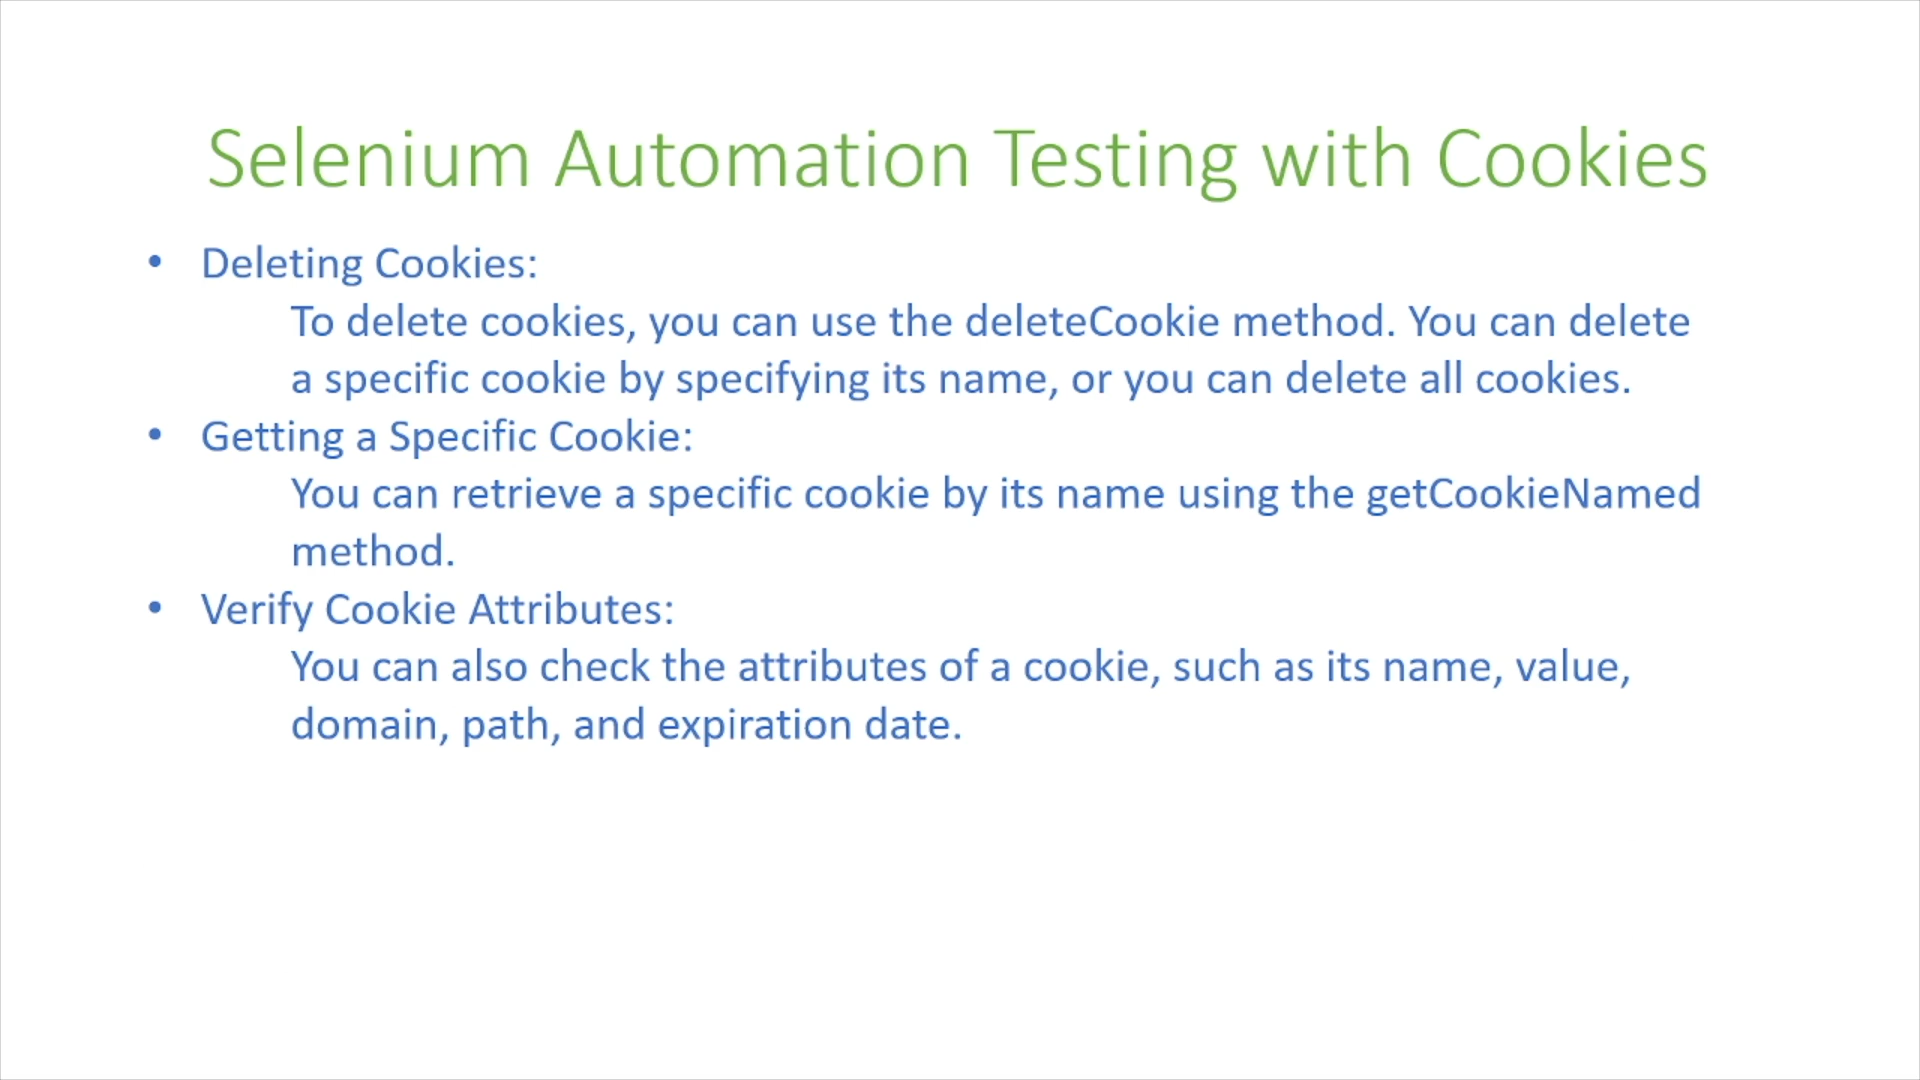 Selenium Automation Testing with Cookies
• Deleting Cookies:
To delete cookies, you can use the deleteCookie method. You can delete
a specific cookie by specifying its name, or you can delete all cookies.
• Getting a Specific Cookie:
You can retrieve a specific cookie by its name using the getCookieNamed
method.
• Verify Cookie Attributes:
You can also check the attributes of a cookie, such as its name, value,
domain, path, and expiration date.